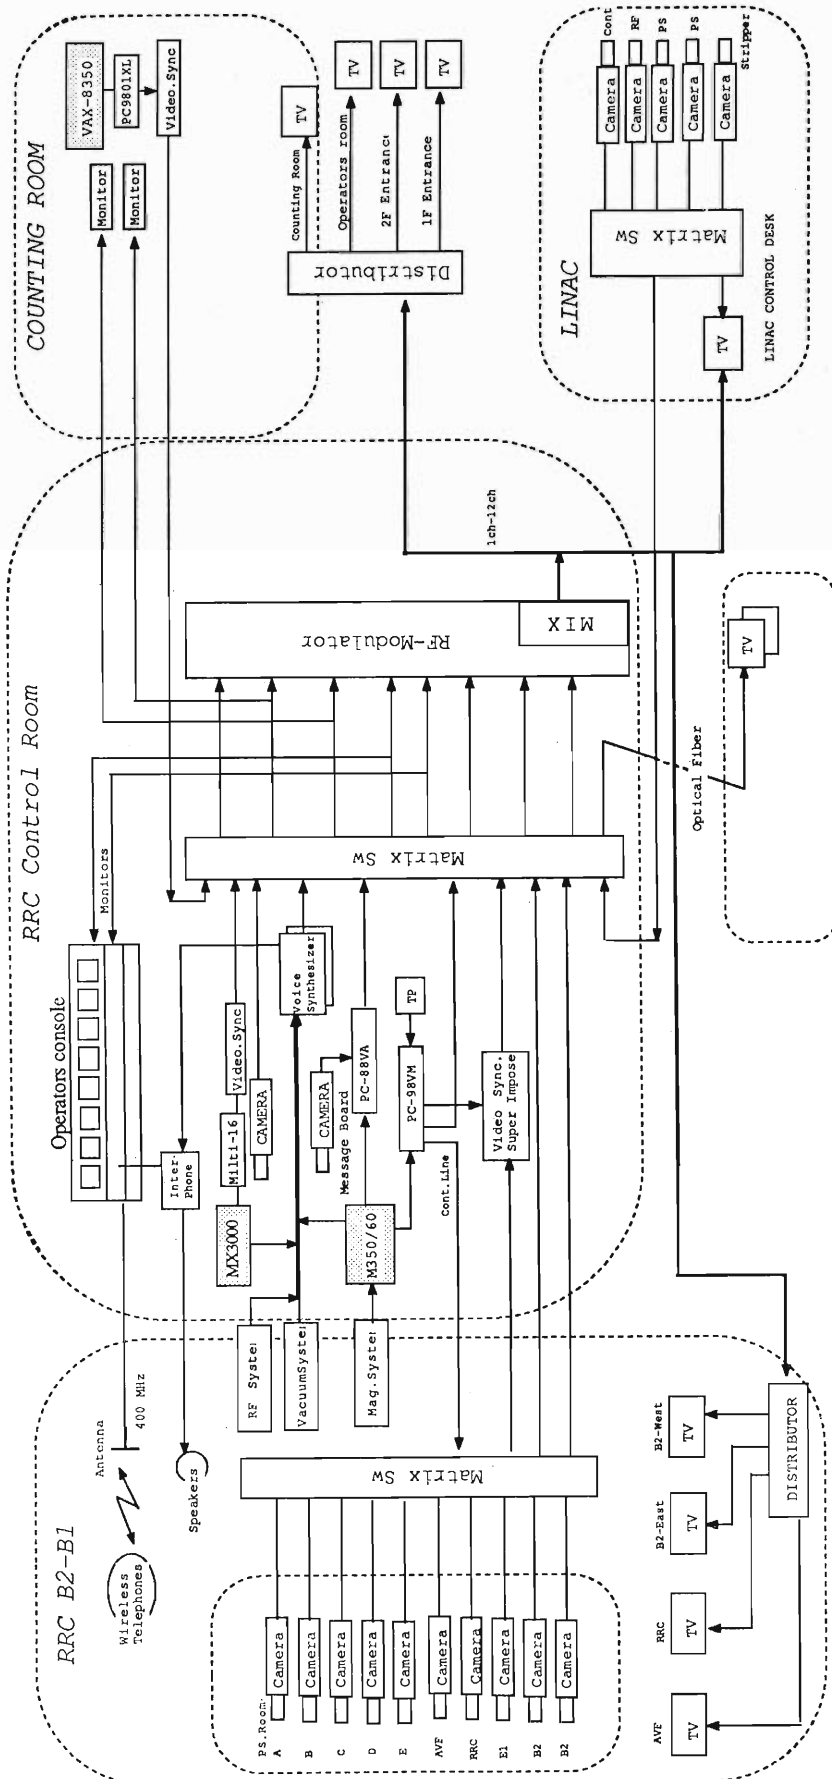 COUNTING ROOM
VAX-8350
PC9801XL
Video.Sync
Monitor
Monitor
TV
Counting Room
TV
Operators room
TV
2F Entrance
TV
1F Entrance
Distributor
LINAC
Camera
Cont
Camera
RF
Camera
PS
Camera
PS
Camera
Stripper
Matrix Sw
TV
LINAC CONTROL DESK
1ch-12ch
RRC Control Room
RF-Modulator
MIX
Matrix Sw
Monitors
Operators console
Inter-
Phone
Milti-16
Video.Sync
MX3000
CAMERA
Voice
Synthesizer
CAMERA
Message Board
PC-88VA
M350/60
TP
PC-98VM
Cont.Line
Video Sync.
Super Impose
Optical Fiber
TV
RRC B2-B1
Antenna
400 MHz
Wireless
Telephones
Speakers
RF System
VacuumSystem
Mag.System
Matrix Sw
P.S.Room
A
Camera
B
Camera
C
Camera
D
Camera
E
Camera
AVF
Camera
RRC
Camera
E1
Camera
B2
Camera
B2
Camera
B2-West
TV
B2-East
TV
RRC
TV
AVF
TV
DISTRIBUTOR